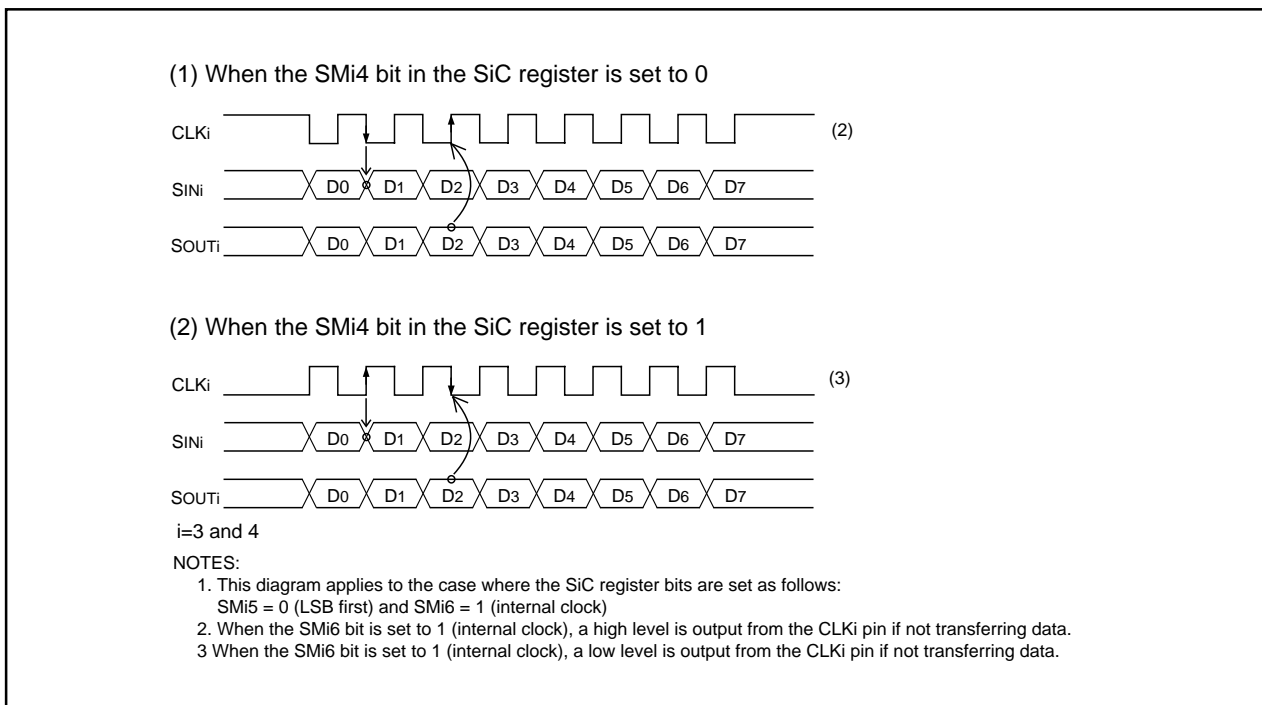 (1) When the SMi4 bit in the SiC register is set to 0
CLKi
(2)
SINi D0 D1 D2 D3 D4 D5 D6 D7
SOUTi D0 D1 D2 D3 D4 D5 D6 D7
(2) When the SMi4 bit in the SiC register is set to 1
CLKi
(3)
SINi D0 D1 D2 D3 D4 D5 D6 D7
SOUTi D0 D1 D2 D3 D4 D5 D6 D7
i=3 and 4
NOTES:
1. This diagram applies to the case where the SiC register bits are set as follows:
SMi5 = 0 (LSB first) and SMi6 = 1 (internal clock)
2. When the SMi6 bit is set to 1 (internal clock), a high level is output from the CLKi pin if not transferring data.
3 When the SMi6 bit is set to 1 (internal clock), a low level is output from the CLKi pin if not transferring data.